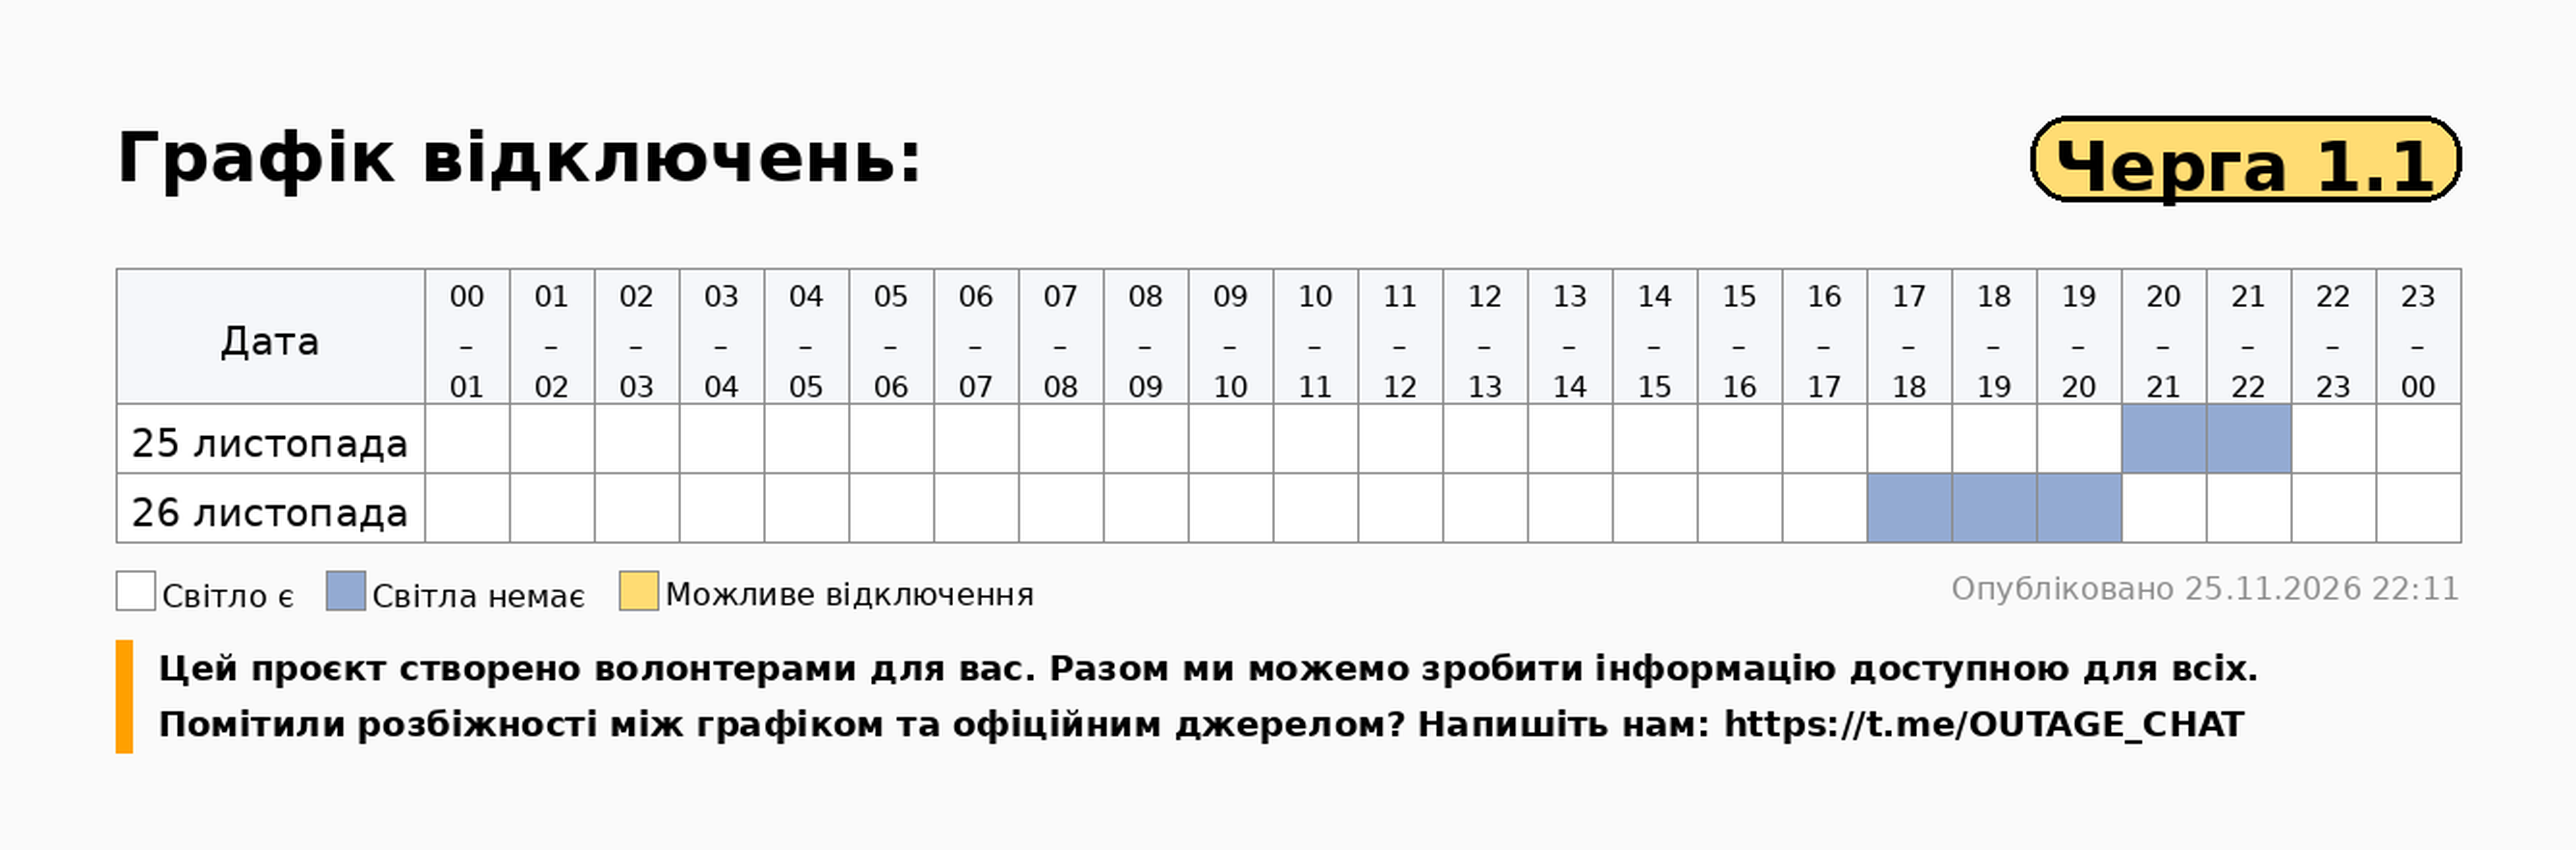 Графік відключень:
Черга 1.1
Дата
00 – 01
01 – 02
02 – 03
03 – 04
04 – 05
05 – 06
06 – 07
07 – 08
08 – 09
09 – 10
10 – 11
11 – 12
12 – 13
13 – 14
14 – 15
15 – 16
16 – 17
17 – 18
18 – 19
19 – 20
20 – 21
21 – 22
22 – 23
23 – 00
25 листопада
26 листопада
Світло є
Світла немає
Можливе відключення
Опубліковано 25.11.2026 22:11
Цей проєкт створено волонтерами для вас. Разом ми можемо зробити інформацію доступною для всіх.
Помітили розбіжності між графіком та офіційним джерелом? Напишіть нам: https://t.me/OUTAGE_CHAT